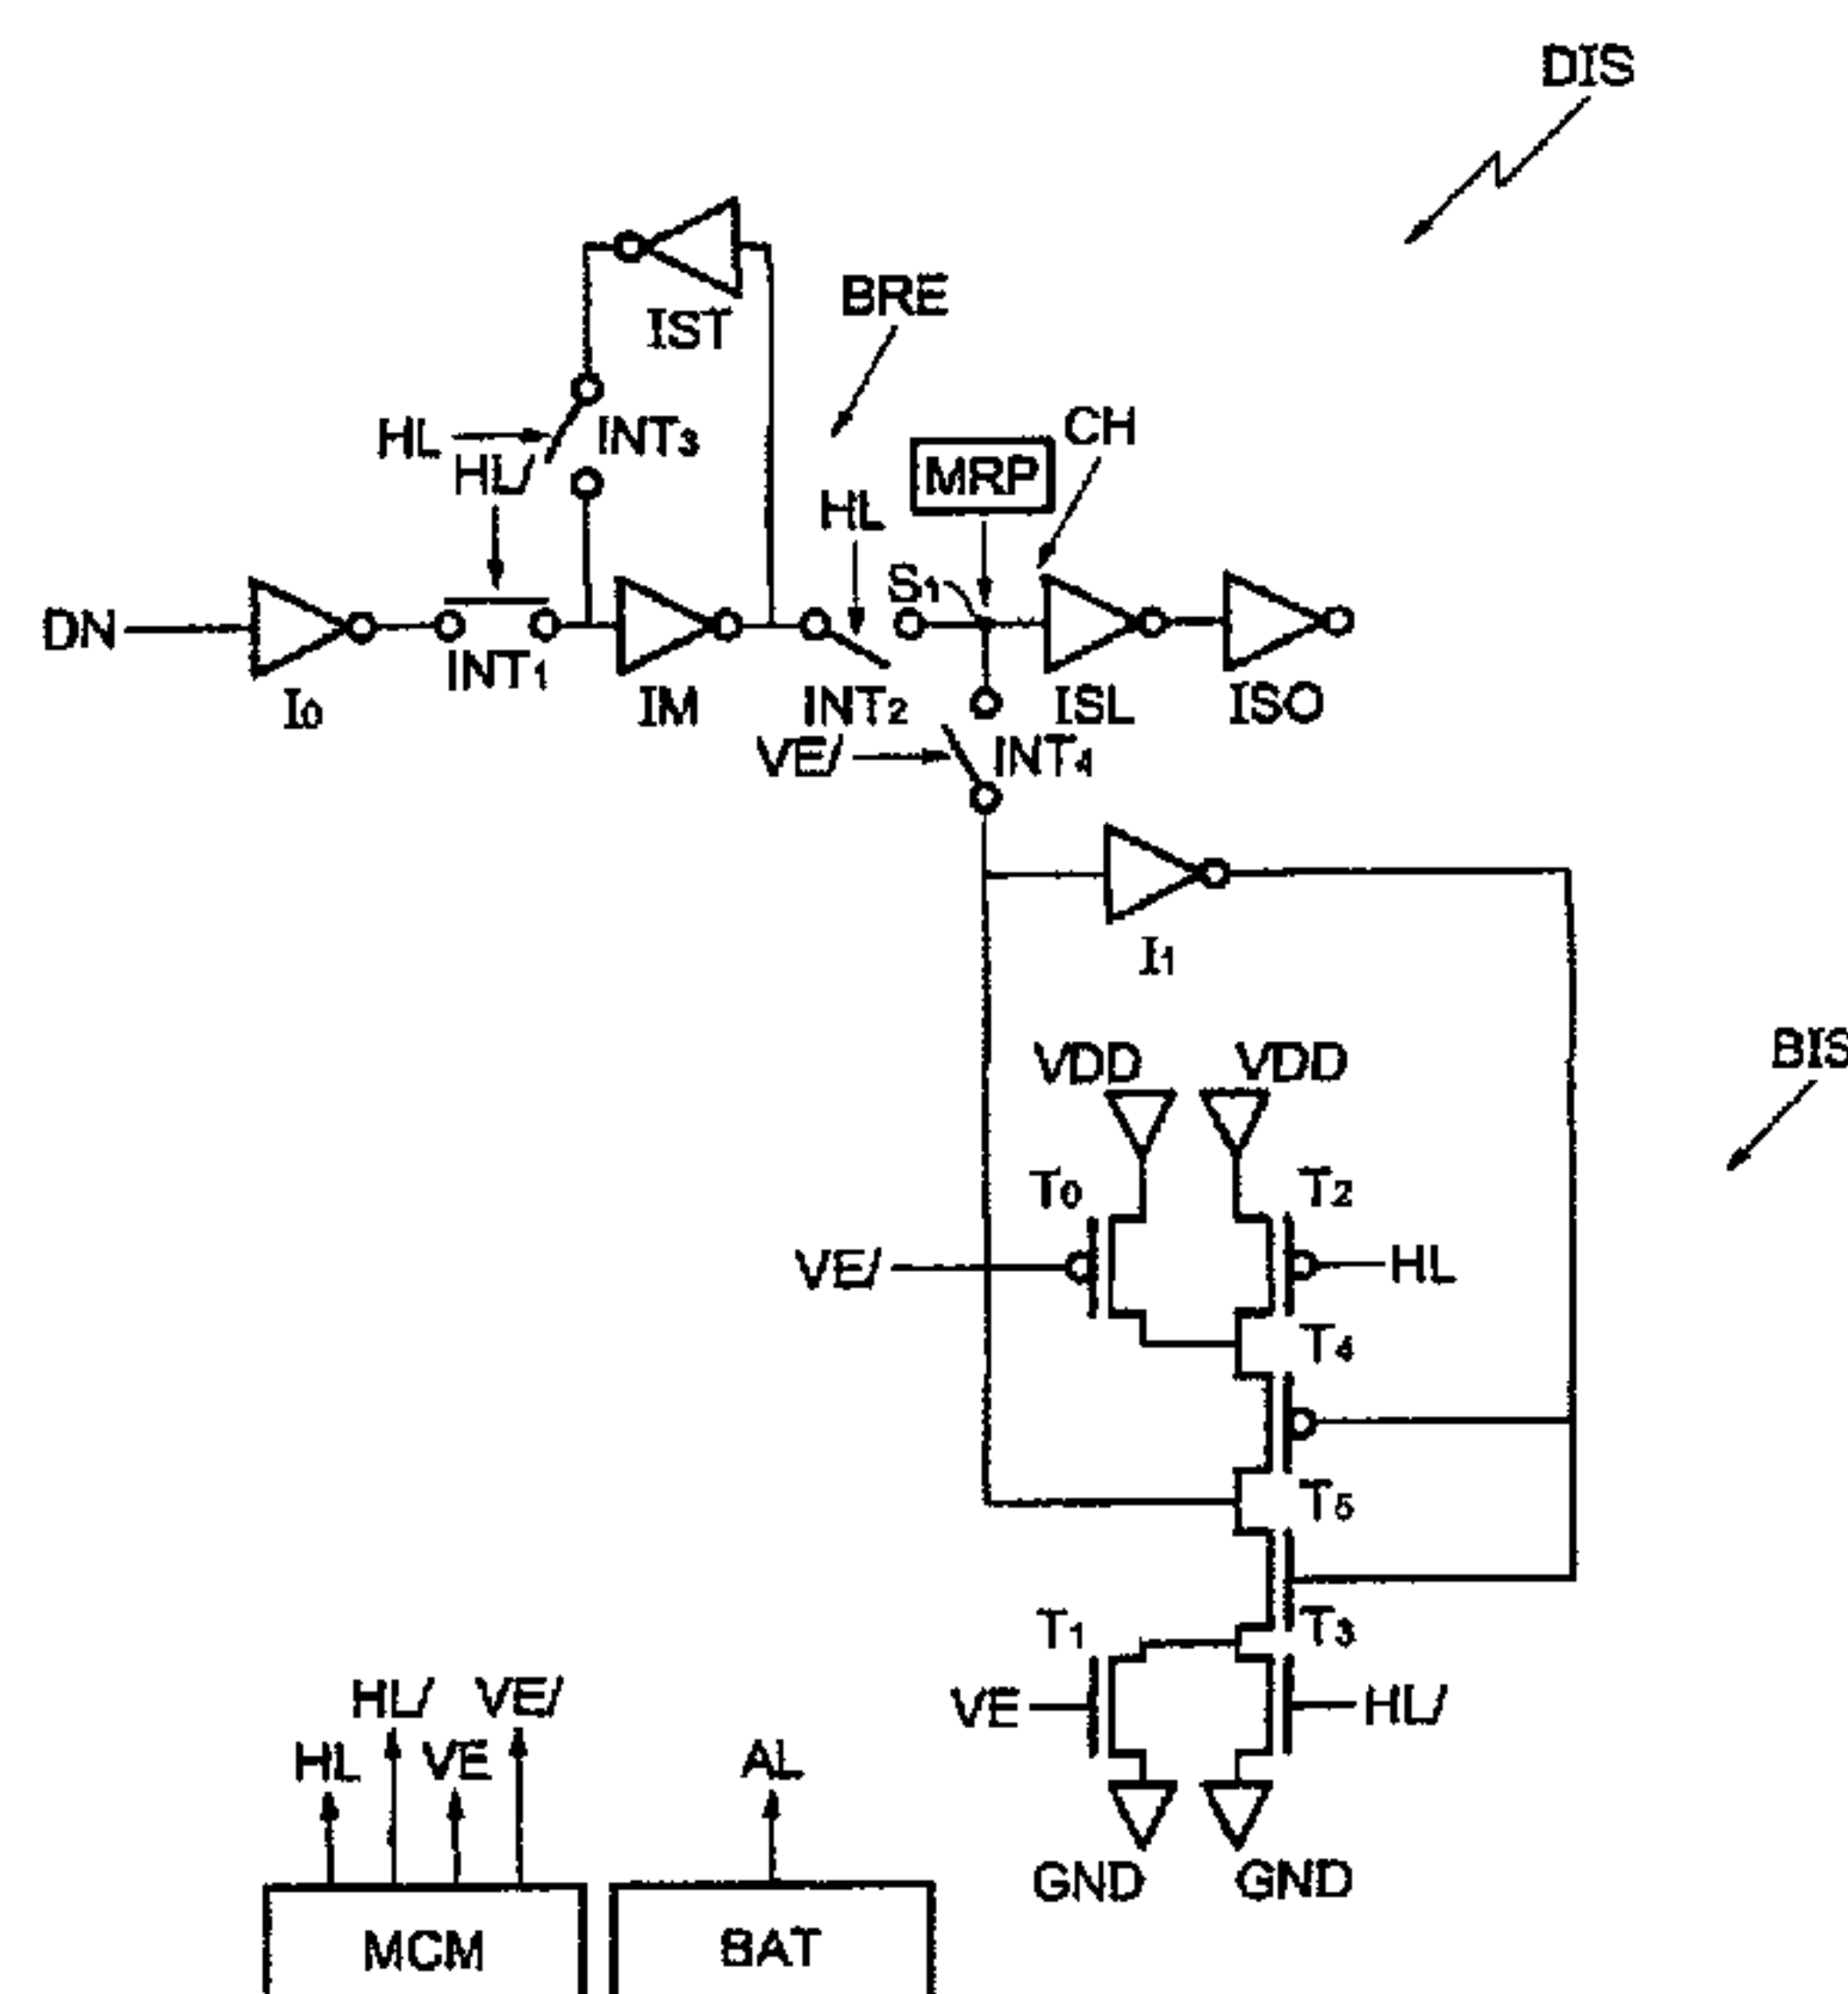 DIS
BRE
IST
HL
INT3
HL/
MRP
CH
HL
S1
DN
I0
INT1
IM
INT2
ISL
ISO
VE/
INT4
I1
BIS
VDD
VDD
T0
T2
VE/
HL
T4
T5
T1
T3
VE
HL/
HL/
VE/
HL
VE
AL
GND
GND
MCM
BAT